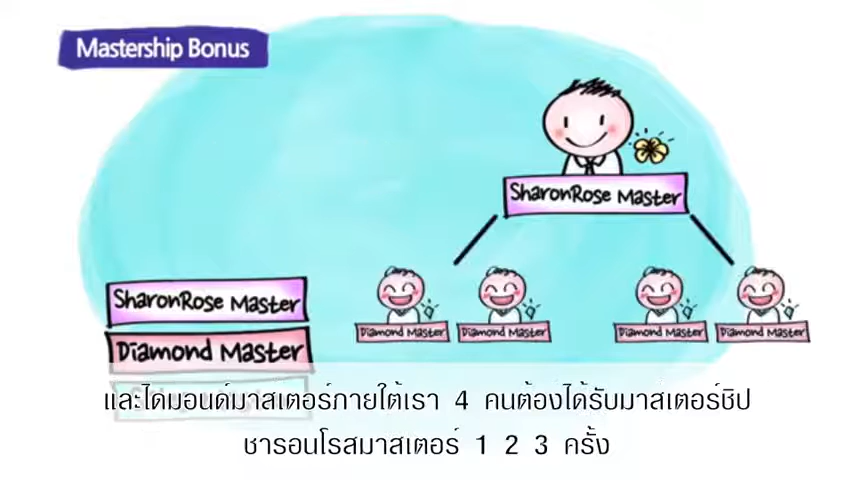 Mastership Bonus
SharonRose Master
SharonRose Master
Diamond Master
Diamond Master
Diamond Master
Diamond Master
Diamond Master
และไดมอนด์มาสเตอร์ภายใต้เรา 4 คนต้องได้รับมาสเตอร์ชิป
ชารอนโรสมาสเตอร์ 1 2 3 ครั้ง